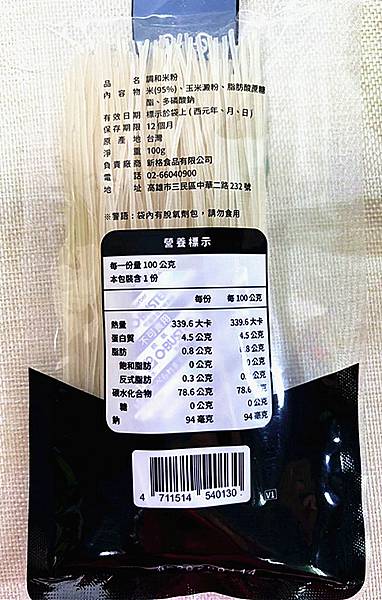 品名 調和米粉
內容物 米(95%)、玉米澱粉、脂肪酸蔗糖
酯、多磷酸鈉
有效日期 標示於袋上 ( 西元年、月、日 )
保存期限 12 個月
原產地 台灣
淨重 100g
負責廠商 新格食品有限公司
電話 02-66040900
地址 高雄市三民區中華二路 232 號
※警語：袋內有脫氧劑包，請勿食用
營養標示
每一份量 100 公克
本包裝含 1 份
每份 每 100 公克
熱量 339.6 大卡 339.6 大卡
蛋白質 4.5 公克 4.5 公克
脂肪 0.8 公克 0.8 公克
飽和脂肪 0 公克 0 公克
反式脂肪 0.3 公克 公克
碳水化合物 78.6 公克 78.6 公克
糖 0 公克 0 公克
鈉 94 毫克 94 毫克
不可食用
4 711514 540130
V1